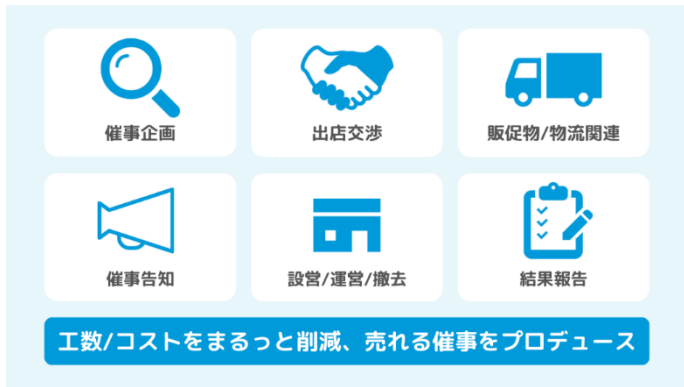 催事企画
出店交渉
販促物/物流関連
催事告知
設営/運営/撤去
結果報告
工数/コストをまるっと削減、売れる催事をプロデュース